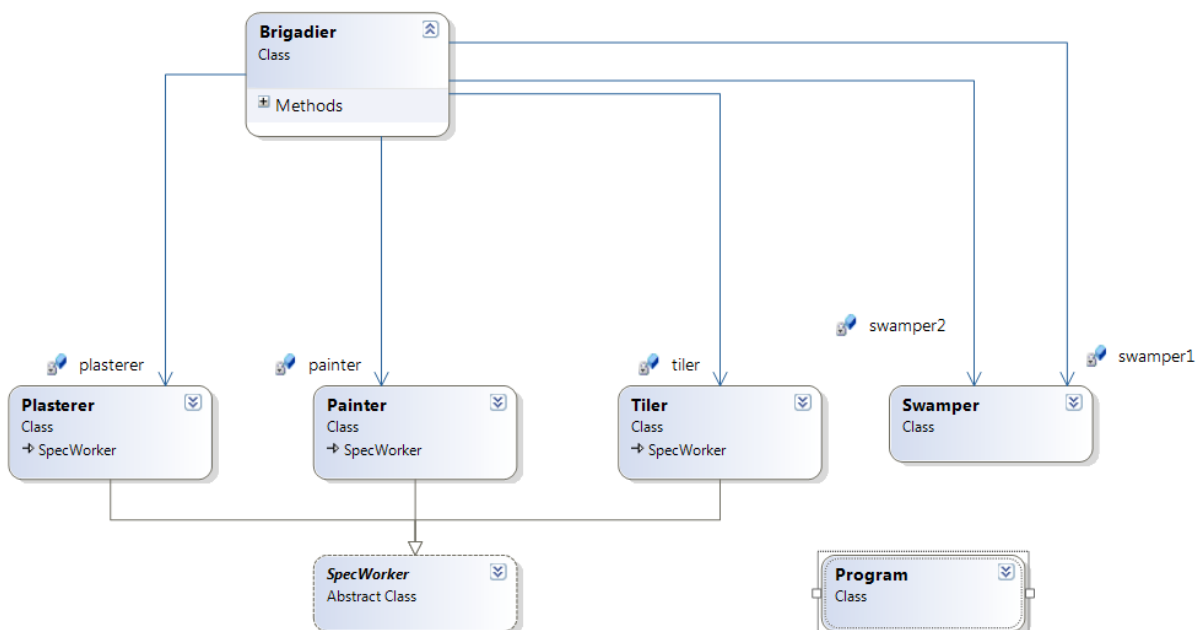 Brigadier
Class
Methods
swamper2
swamper1
plasterer
painter
tiler
Plasterer
Class
SpecWorker
Painter
Class
SpecWorker
Tiler
Class
SpecWorker
Swamper
Class
SpecWorker
Abstract Class
Program
Class